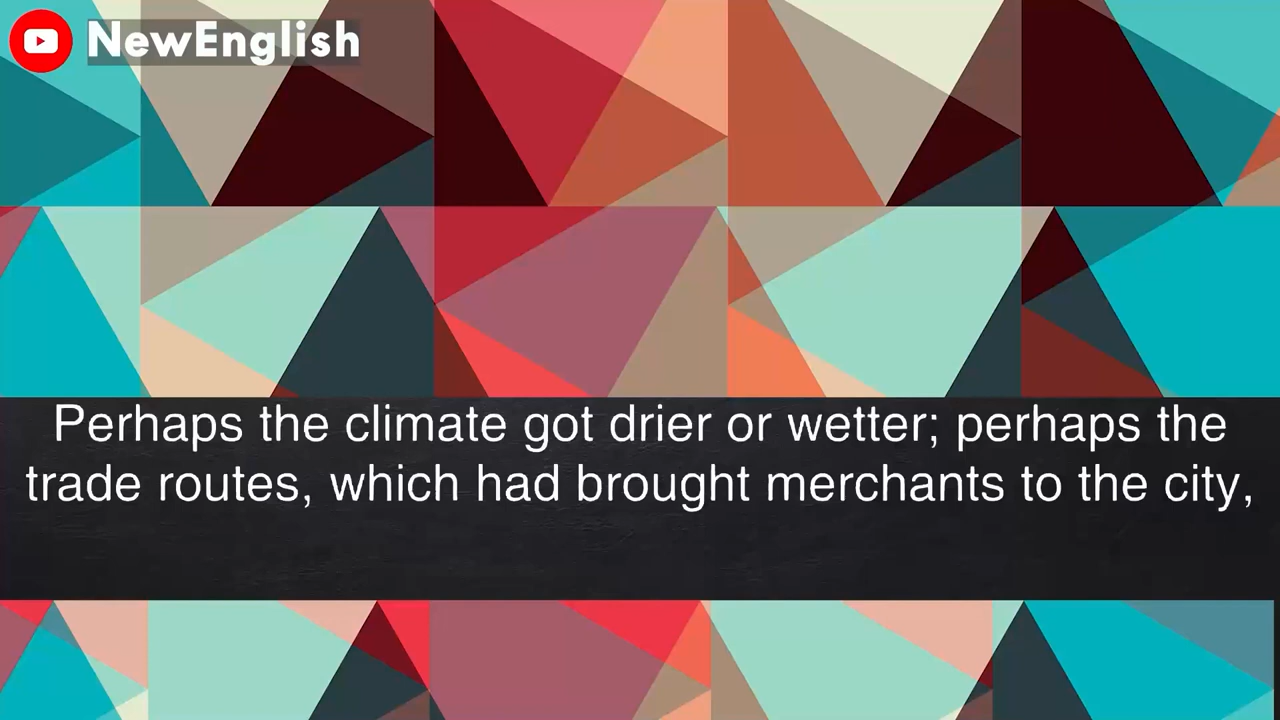 NewEnglish
Perhaps the climate got drier or wetter; perhaps the
trade routes, which had brought merchants to the city,